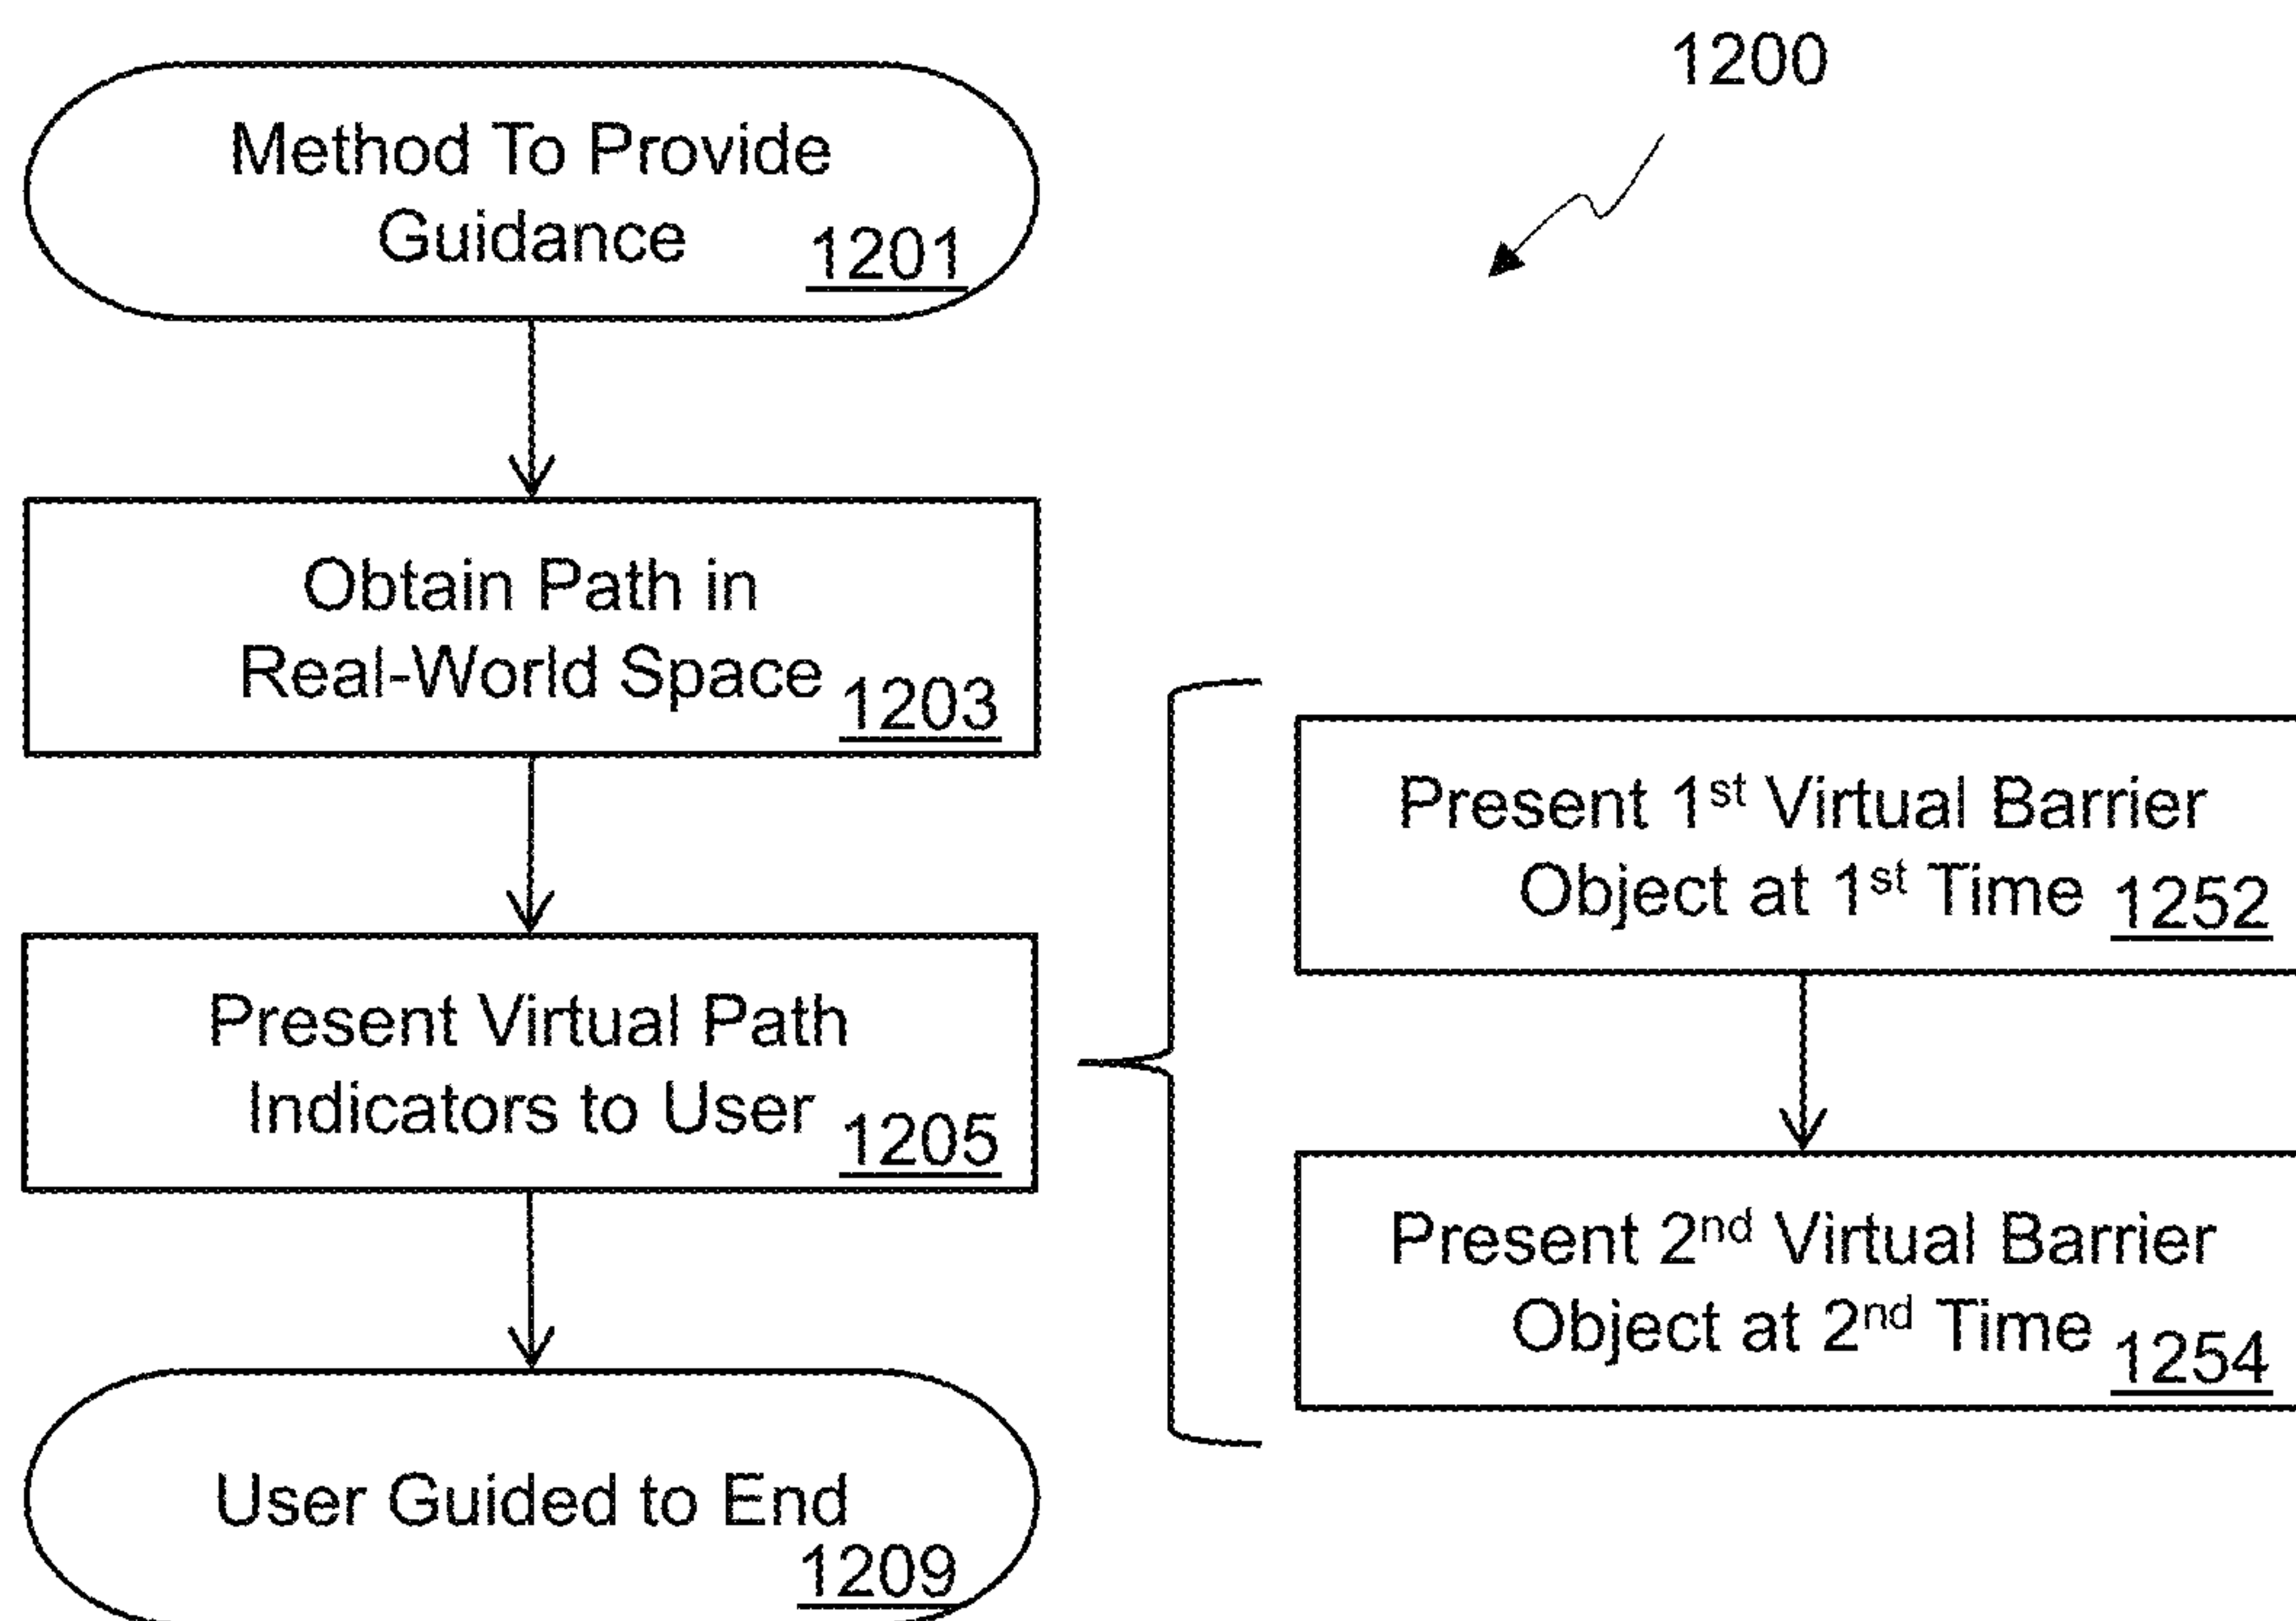 1200
Method To Provide
Guidance 1201
Obtain Path in
Real-World Space 1203
Present Virtual Path
Indicators to User 1205
User Guided to End
1209
Present 1st Virtual Barrier
Object at 1st Time 1252
Present 2nd Virtual Barrier
Object at 2nd Time 1254